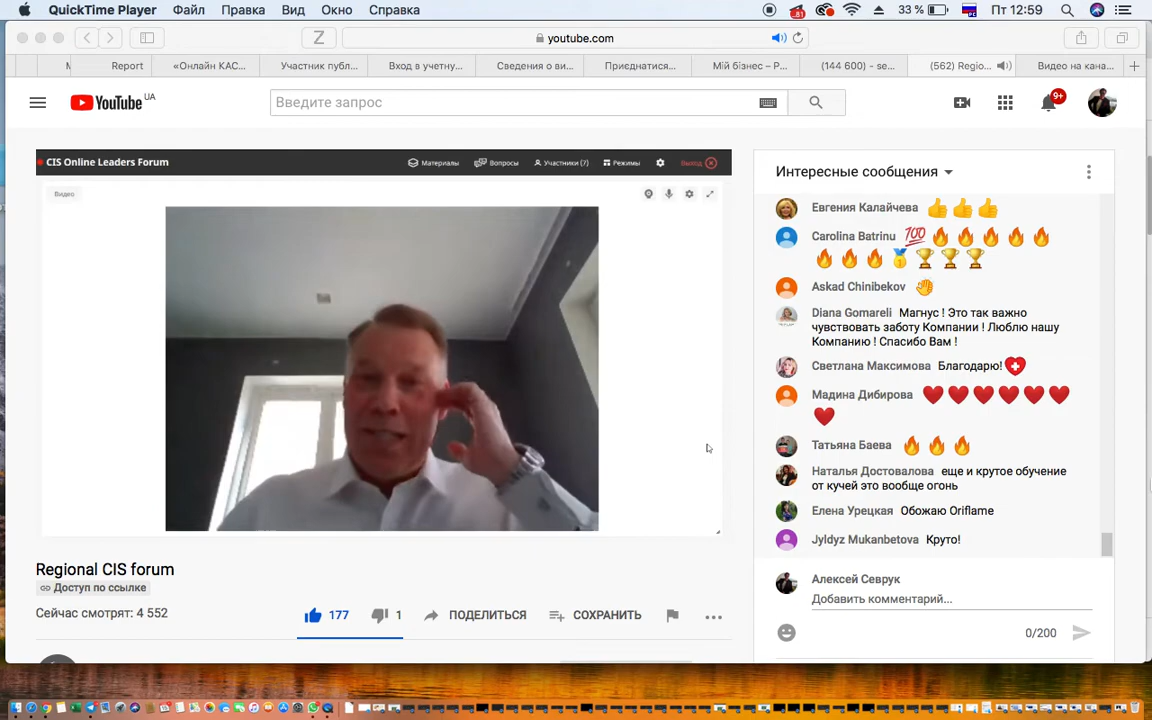 QuickTime Player Файл Правка Вид Окно Справка
33 % Пт 12:59
youtube.com
Report «Онлайн КАС... Участник публ... Вход в учетну... Сведения о ви... Приєднатися... Мій бізнес – P... (144 600) - se... (562) Regio... Видео на кана...
YouTube UA
Введите запрос
9+
CIS Online Leaders Forum
Материалы Вопросы Участники (7) Режимы Выход
Видео
Интересные сообщения
Евгения Калайчева 👍👍👍
Carolina Batrinu 💯🔥🔥🔥🔥🔥
🔥🔥🔥🥇🏆🏆🏆
Askad Chinibekov 👋
Diana Gomareli Магнус ! Это так важно
чувствовать заботу Компании ! Люблю нашу
Компанию ! Спасибо Вам !
Светлана Максимова Благодарю!
Мадина Дибирова ❤❤❤❤❤❤
❤
Татьяна Баева 🔥🔥🔥
Наталья Достовалова еще и крутое обучение
от кучей это вообще огонь
Елена Урецкая Обожаю Oriflame
Jyldyz Mukanbetova Круто!
Алексей Севрук
Добавить комментарий...
0/200
Regional CIS forum
Доступ по ссылке
Сейчас смотрят: 4 552
177 1 ПОДЕЛИТЬСЯ СОХРАНИТЬ